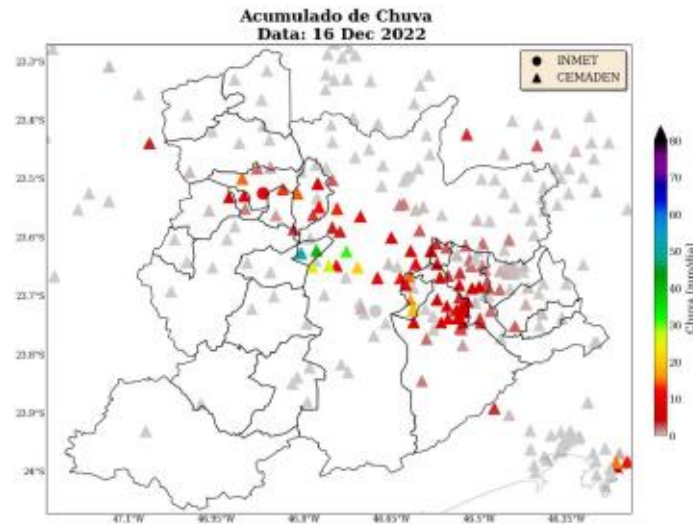 Acumulado de Chuva
Data: 16 Dec 2022
INMET
CEMADEN
23.3°S
23.4°S
23.5°S
23.6°S
23.7°S
23.8°S
23.9°S
24°S
47.1°W
46.95°W
46.8°W
46.65°W
46.5°W
46.35°W
80
70
60
50
40
30
20
10
0
Chuva [mm/dia]